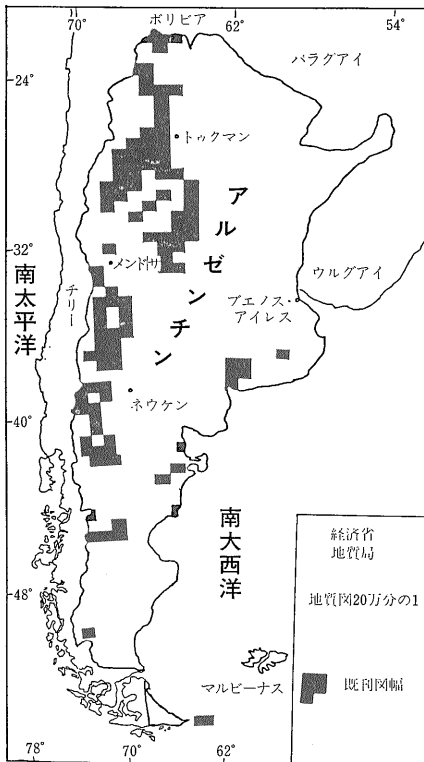 70°
ボリビア
62°
54°
パラグアイ
24°
トゥクマン
アルゼンチン
32°
メンドサ
ウルグアイ
ブエノス・
アイレス
南太平洋
チリー
ネウケン
40°
南大西洋
経済省
地質局
地質図20万分の1
48°
マルビーナス
既刊図幅
78°
70°
62°